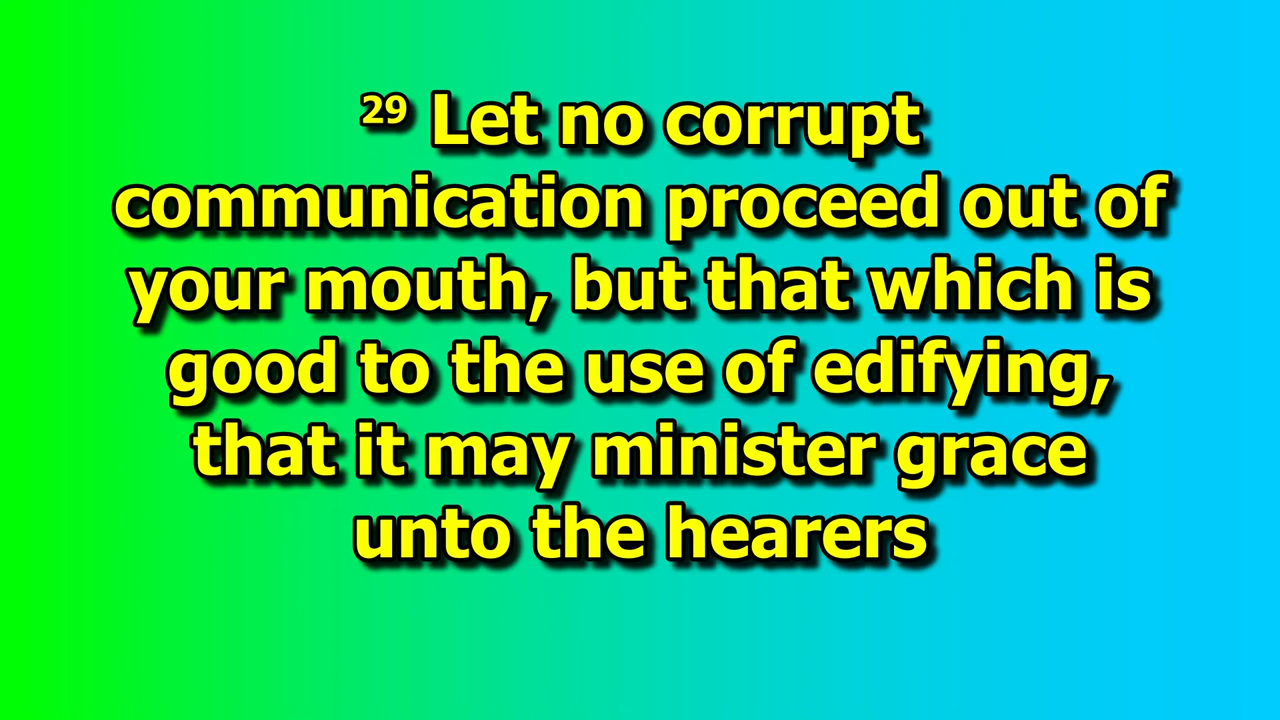 29 Let no corrupt
communication proceed out of
your mouth, but that which is
good to the use of edifying,
that it may minister grace
unto the hearers